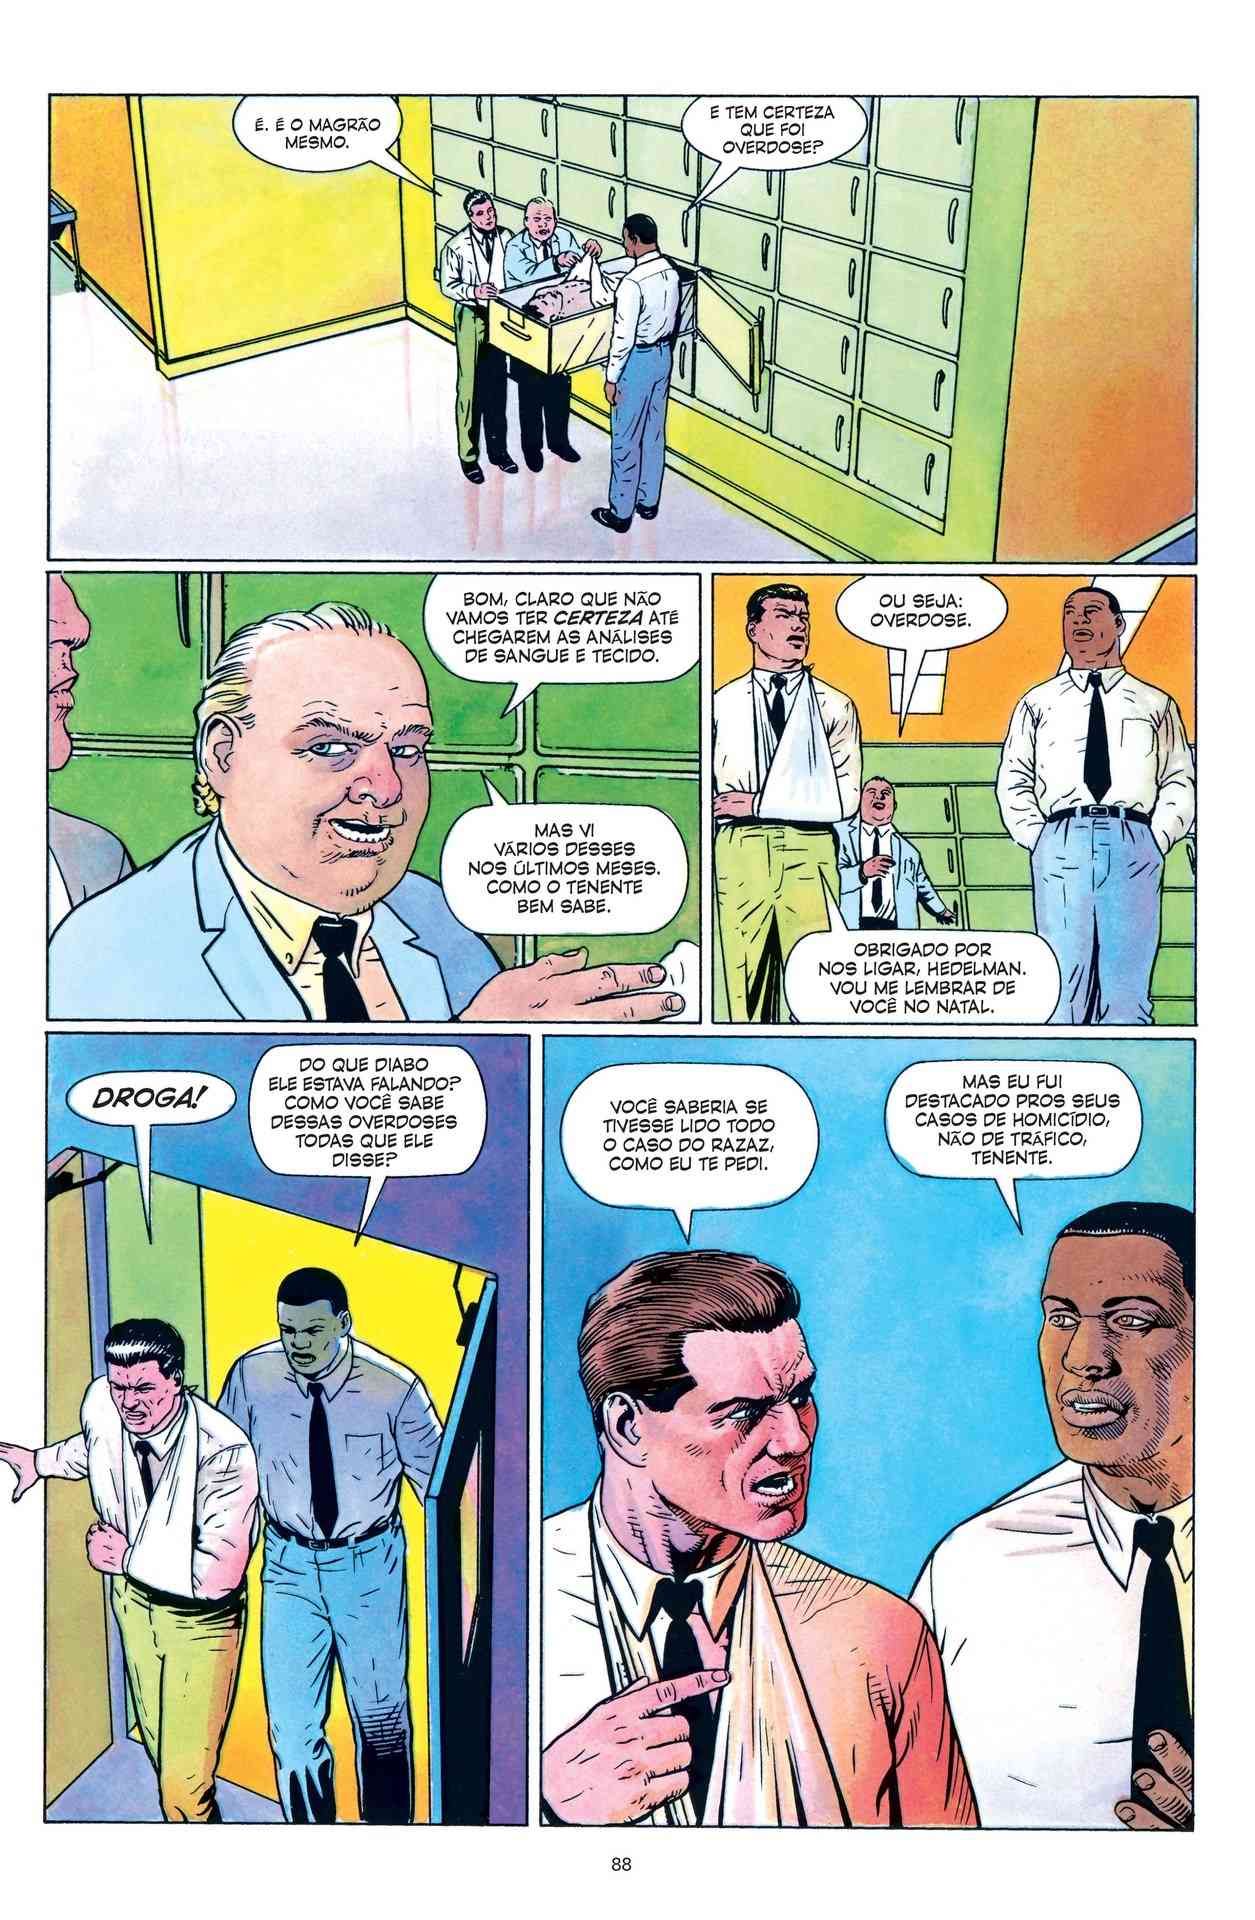 É. É O MAGRÃO
MESMO.
E TEM CERTEZA
QUE FOI
OVERDOSE?
BOM, CLARO QUE NÃO
VAMOS TER CERTEZA ATÉ
CHEGAREM AS ANÁLISES
DE SANGUE E TECIDO.
MAS VI
VÁRIOS DESSES
NOS ÚLTIMOS MESES.
COMO O TENENTE
BEM SABE.
OU SEJA:
OVERDOSE.
OBRIGADO POR
NOS LIGAR, HEDELMAN.
VOU ME LEMBRAR DE
VOCÊ NO NATAL.
DROGA!
DO QUE DIABO
ELE ESTAVA FALANDO?
COMO VOCÊ SABE
DESSAS OVERDOSES
TODAS QUE ELE
DISSE?
VOCÊ SABERIA SE
TIVESSE LIDO TODO
O CASO DO RAZAZ,
COMO EU TE PEDI.
MAS EU FUI
DESTACADO PROS SEUS
CASOS DE HOMICÍDIO,
NÃO DE TRÁFICO,
TENENTE.
88